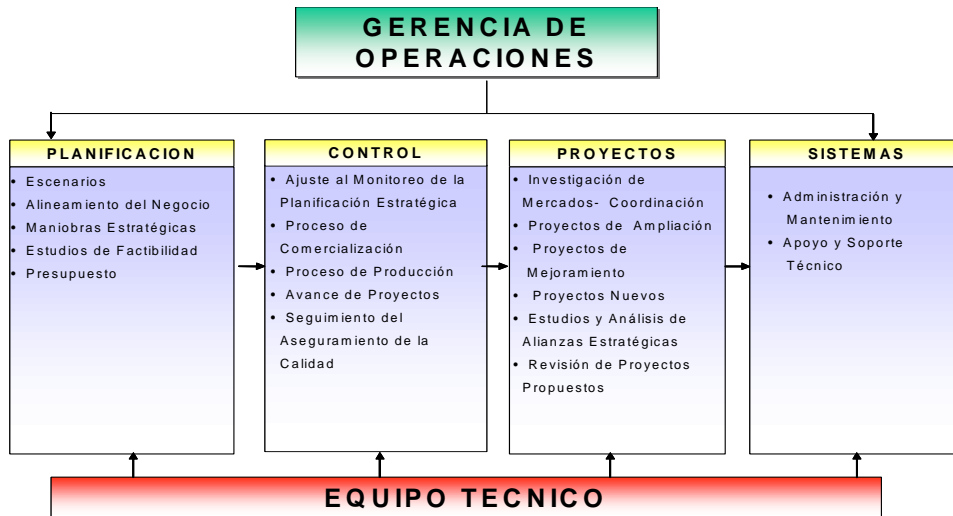 GERENCIA DE
OPERACIONES
PLANIFICACION
• Escenarios
• Alineamiento del Negocio
• Maniobras Estratégicas
• Estudios de Factibilidad
• Presupuesto
CONTROL
• Ajuste al Monitoreo de la
Planificación Estratégica
• Proceso de
Comercialización
• Proceso de Producción
• Avance de Proyectos
• Seguimiento del
Aseguramiento de la
Calidad
PROYECTOS
• Investigación de
Mercados- Coordinación
• Proyectos de Ampliación
• Proyectos de
Mejoramiento
• Proyectos Nuevos
• Estudios y Análisis de
Alianzas Estratégicas
• Revisión de Proyectos
Propuestos
SISTEMAS
• Administración y
Mantenimiento
• Apoyo y Soporte
Técnico
EQUIPO TECNICO